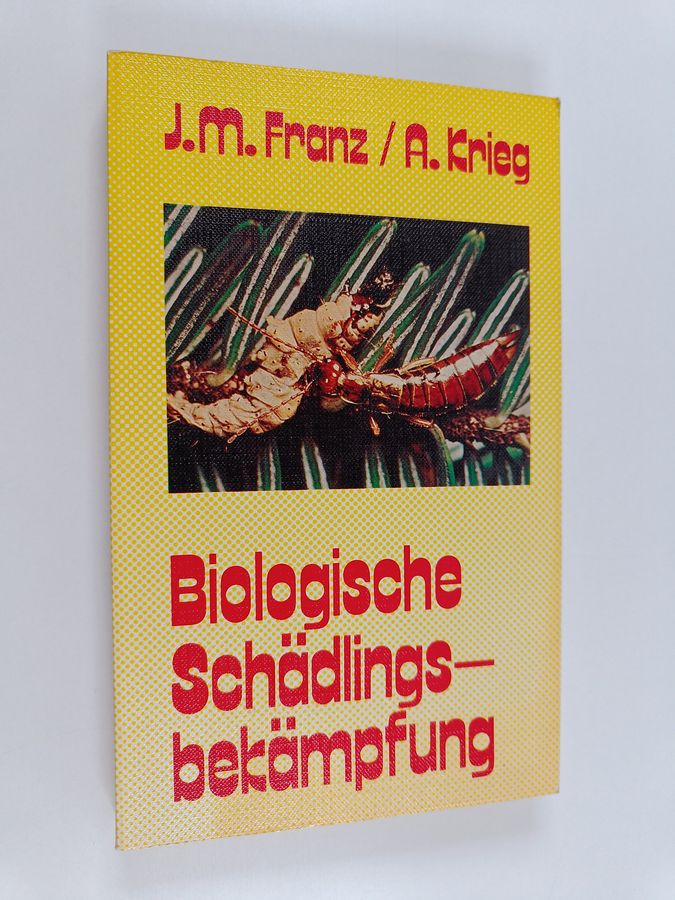 J.M. Franz / A. Krieg
Biologische
Schädlings-
bekämpfung